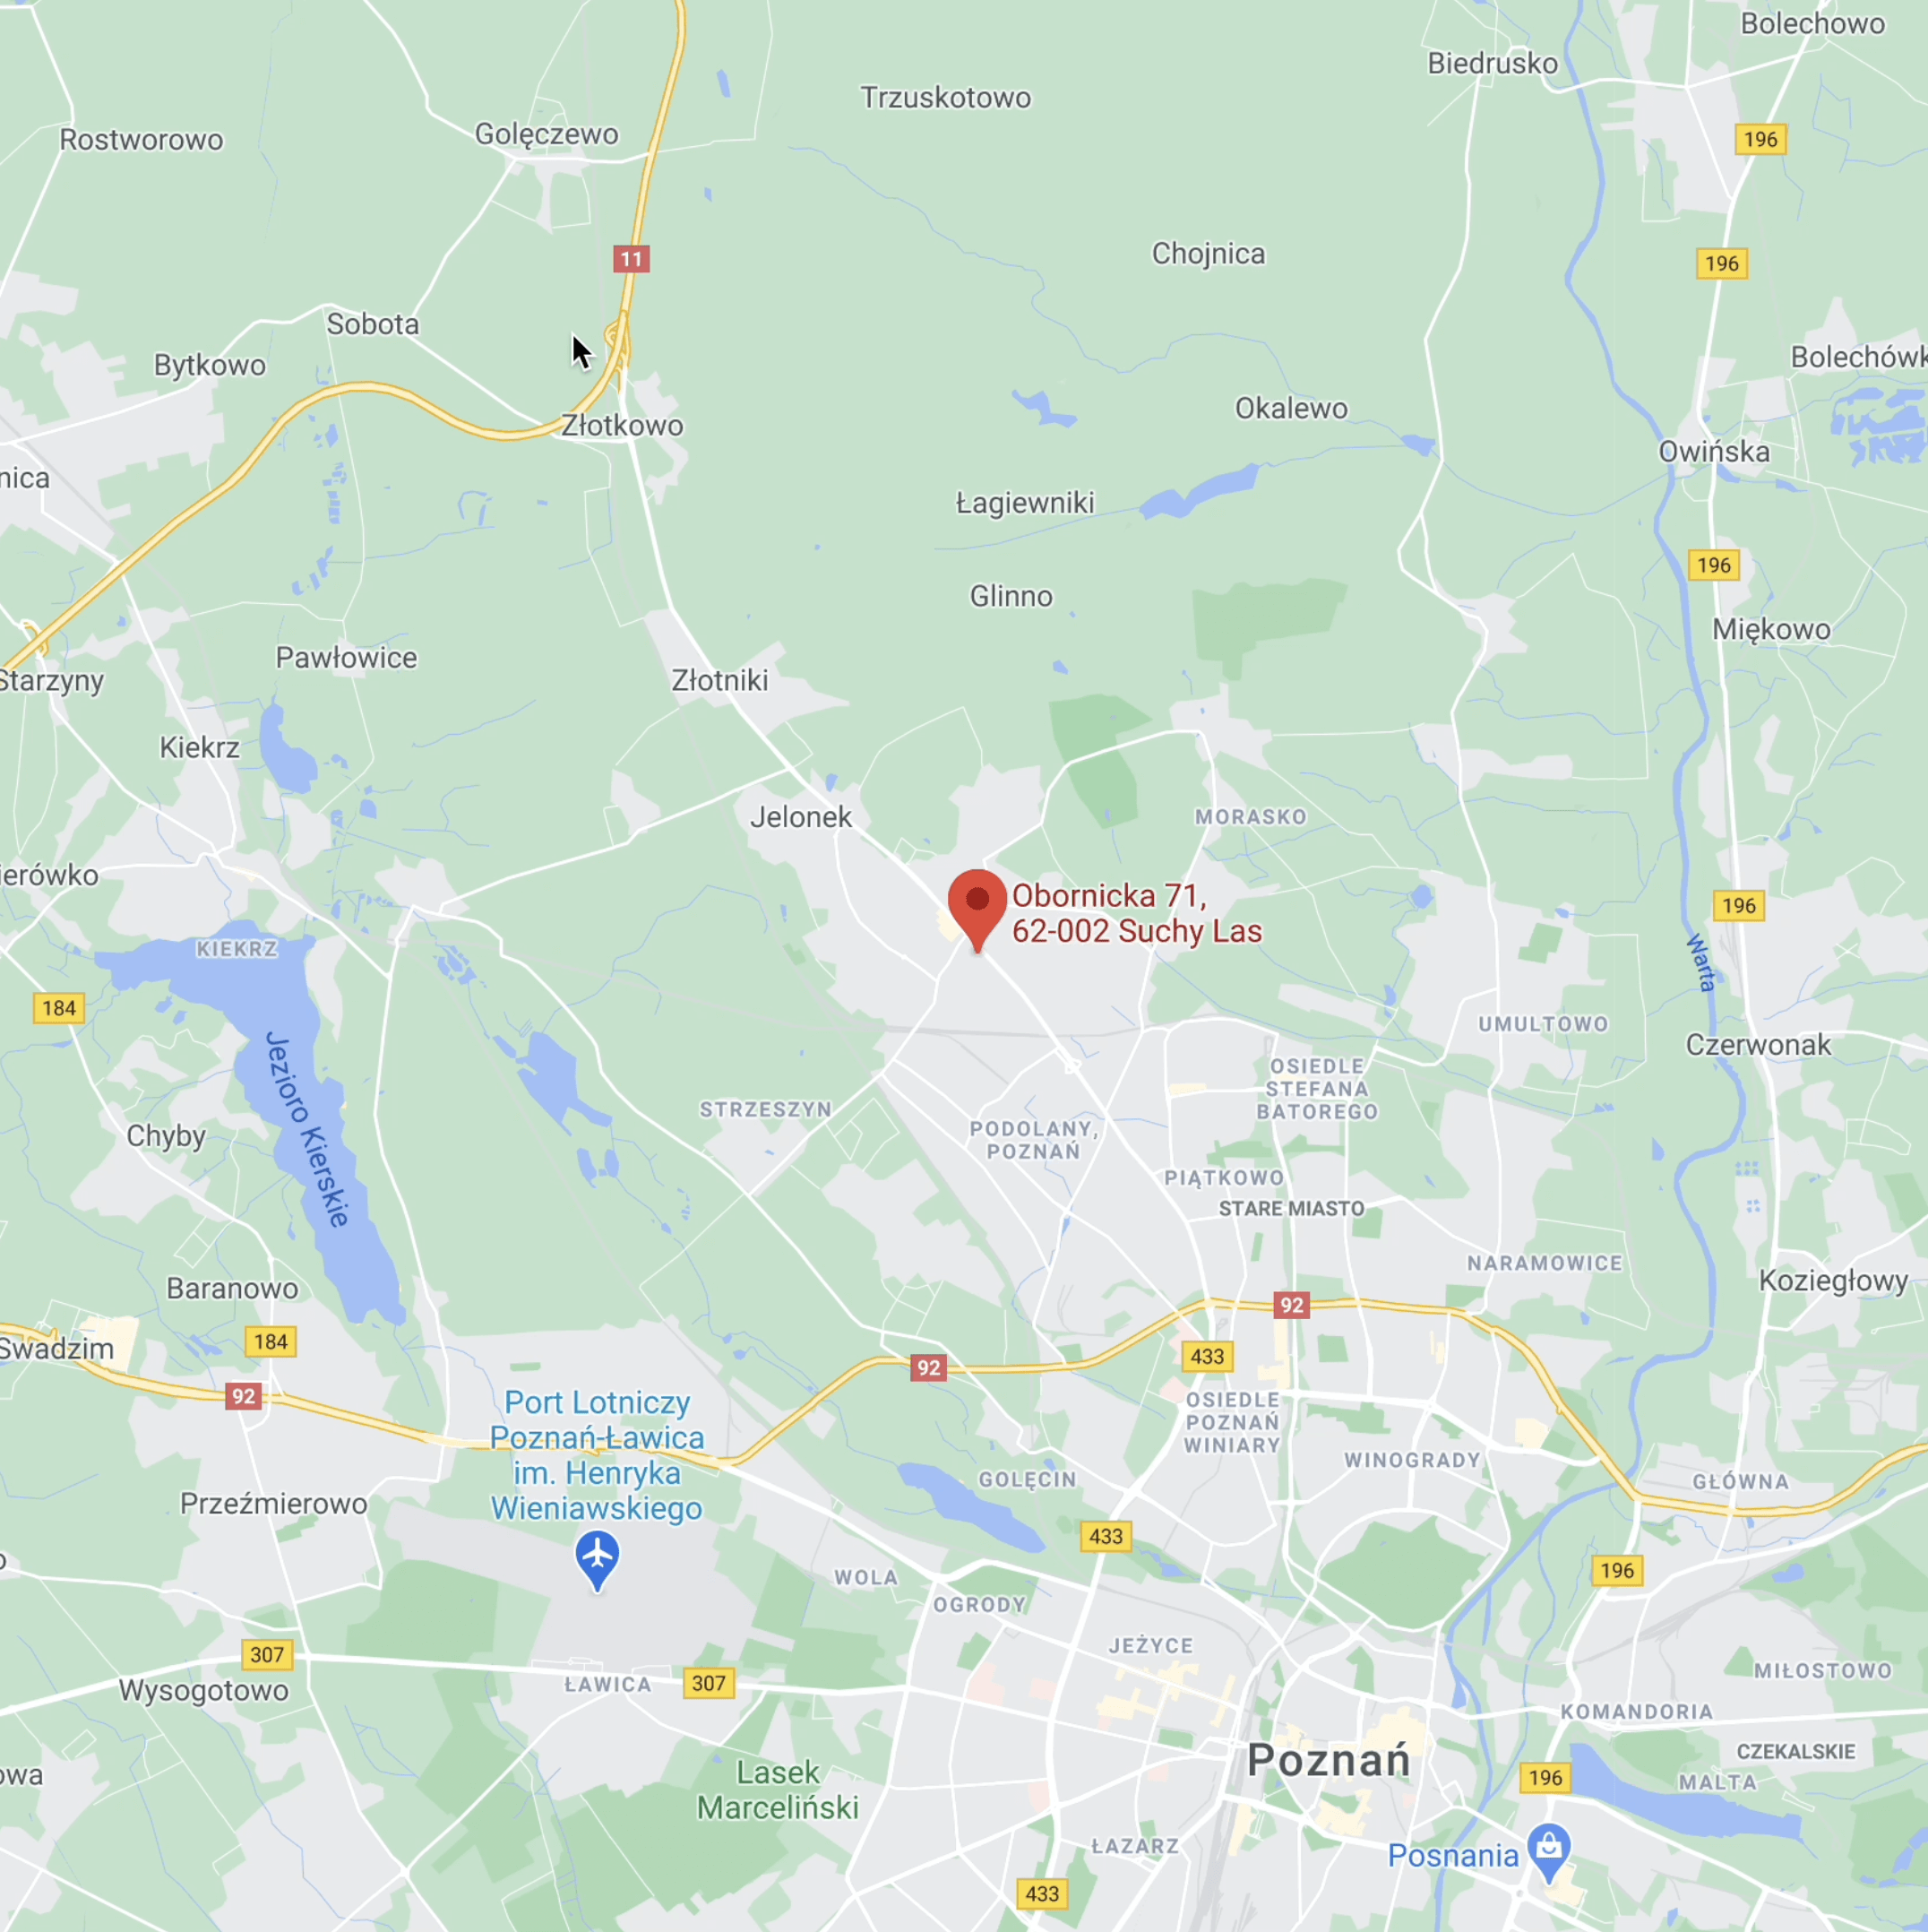 Bolechowo
Biedrusko
Trzuskotowo
196
Golęczewo
Rostworowo
11
Chojnica
196
Sobota
Bytkowo
Bolechówk
Okalewo
Złotkowo
Owińska
nica
Łagiewniki
196
Glinno
Miękowo
Pawłowice
Starzyny
Złotniki
Kiekrz
Jelonek
MORASKO
ierówko
Obornicka 71,
62-002 Suchy Las
196
KIEKRZ
Warta
184
UMULTOWO
Czerwonak
Jezioro Kierskie
OSIEDLE
STEFANA
BATOREGO
STRZESZYN
Chyby
PODOLANY,
POZNAŃ
PIĄTKOWO
STARE MIASTO
NARAMOWICE
Koziegłowy
Baranowo
92
184
Swadzim
433
92
92
Port Lotniczy
Poznań-Ławica
im. Henryka
Wieniawskiego
OSIEDLE
POZNAŃ
WINIARY
WINOGRADY
GOLĘCIN
GŁÓWNA
Przeźmierowo
433
o
196
WOLA
OGRODY
JEŻYCE
307
MIŁOSTOWO
ŁAWICA
307
Wysogotowo
KOMANDORIA
CZEKALSKIE
Poznań
owa
Lasek
Marceliński
196
MALTA
ŁAZARZ
Posnania
433